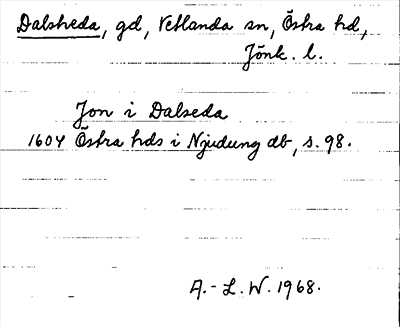 Dalsheda, gd, Vetlanda sn, Östra hd,
Jönk. l.
Jon i Dalseda
1604 Östra hds i Njudung db, s. 98.
A.-L.W. 1968.